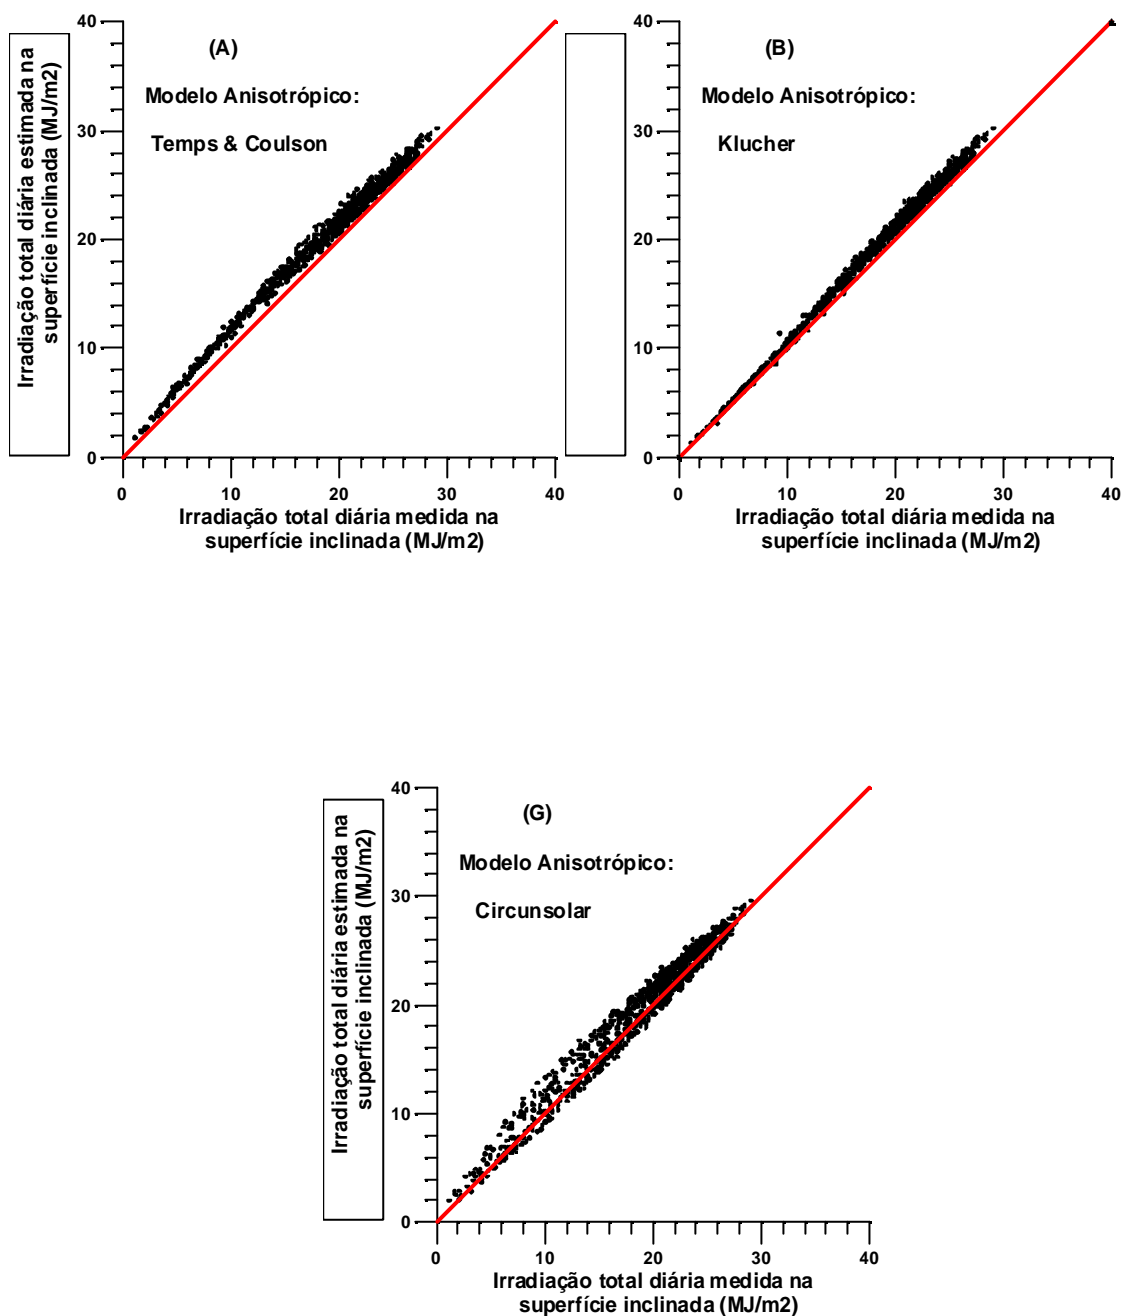 (A)
Modelo Anisotrópico:
Temps & Coulson
Irradiação total diária estimada na
superfície inclinada (MJ/m2)
40
30
20
10
0
0 10 20 30 40
Irradiação total diária medida na
superfície inclinada (MJ/m2)
(B)
Modelo Anisotrópico:
Klucher
40
30
20
10
0
0 10 20 30 40
Irradiação total diária medida na
superfície inclinada (MJ/m2)
(G)
Modelo Anisotrópico:
Circunsolar
Irradiação total diária estimada na
superfície inclinada (MJ/m2)
40
30
20
10
0
0 10 20 30 40
Irradiação total diária medida na
superfície inclinada (MJ/m2)